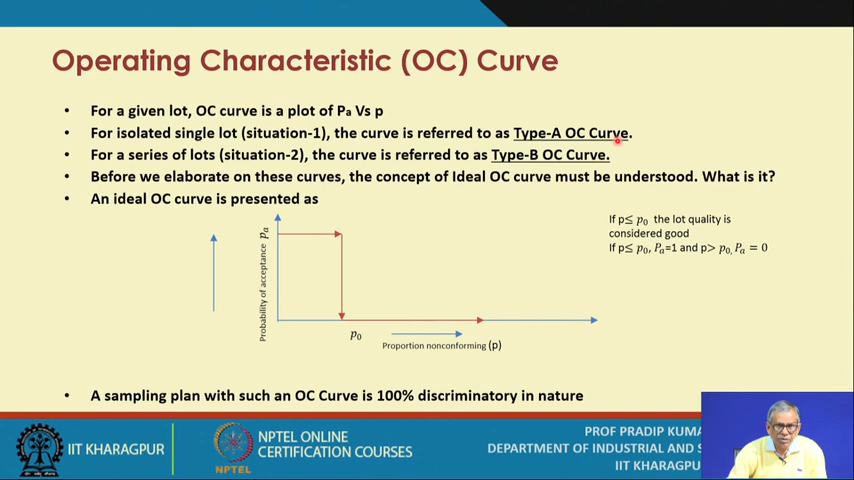 Operating Characteristic (OC) Curve
• For a given lot, OC curve is a plot of Pa Vs p
• For isolated single lot (situation-1), the curve is referred to as Type-A OC Curve.
• For a series of lots (situation-2), the curve is referred to as Type-B OC Curve.
• Before we elaborate on these curves, the concept of Ideal OC curve must be understood. What is it?
• An ideal OC curve is presented as
If p≤ p0 the lot quality is
considered good
If p≤ p0, Pa=1 and p> p0, Pa = 0
Probability of acceptance pa
p0
Proportion nonconforming (p)
• A sampling plan with such an OC Curve is 100% discriminatory in nature
IIT KHARAGPUR
NPTEL
NPTEL ONLINE
CERTIFICATION COURSES
PROF PRADIP KUMA
DEPARTMENT OF INDUSTRIAL AND S
IIT KHARAGPU